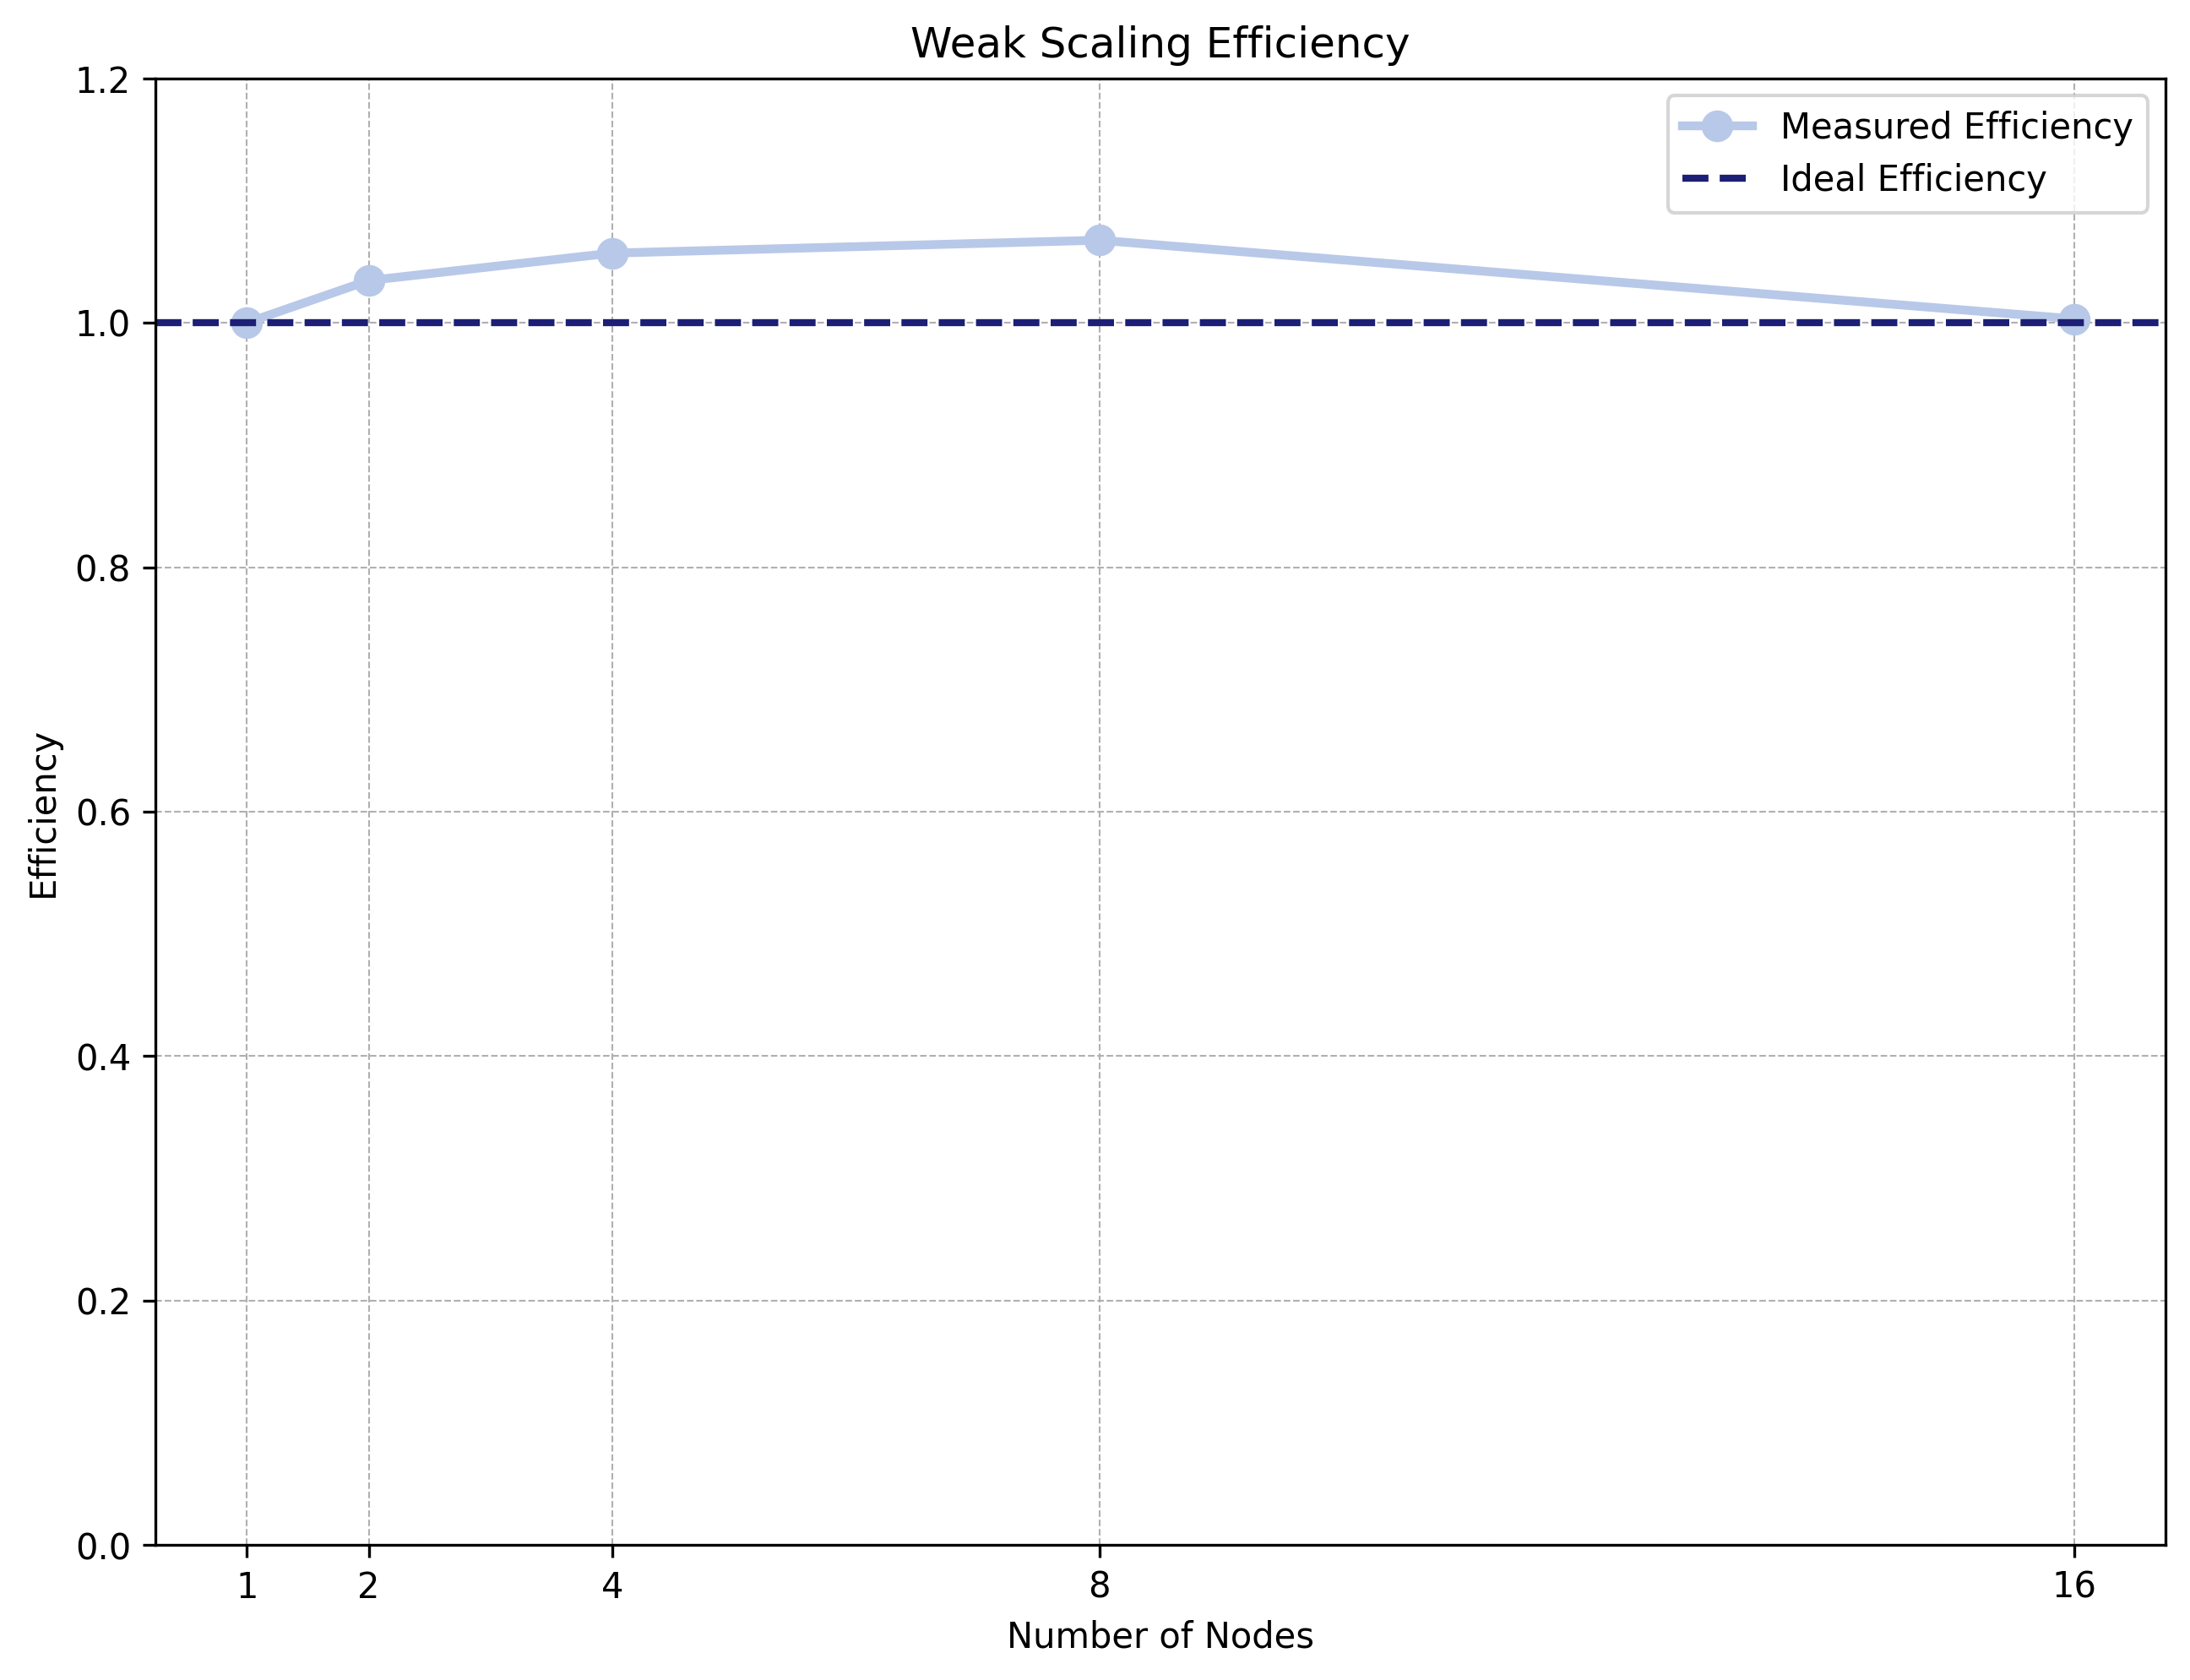 Weak Scaling Efficiency
1.2
1.0
0.8
0.6
0.4
0.2
0.0
Efficiency
Measured Efficiency
Ideal Efficiency
1 2 4 8 16
Number of Nodes